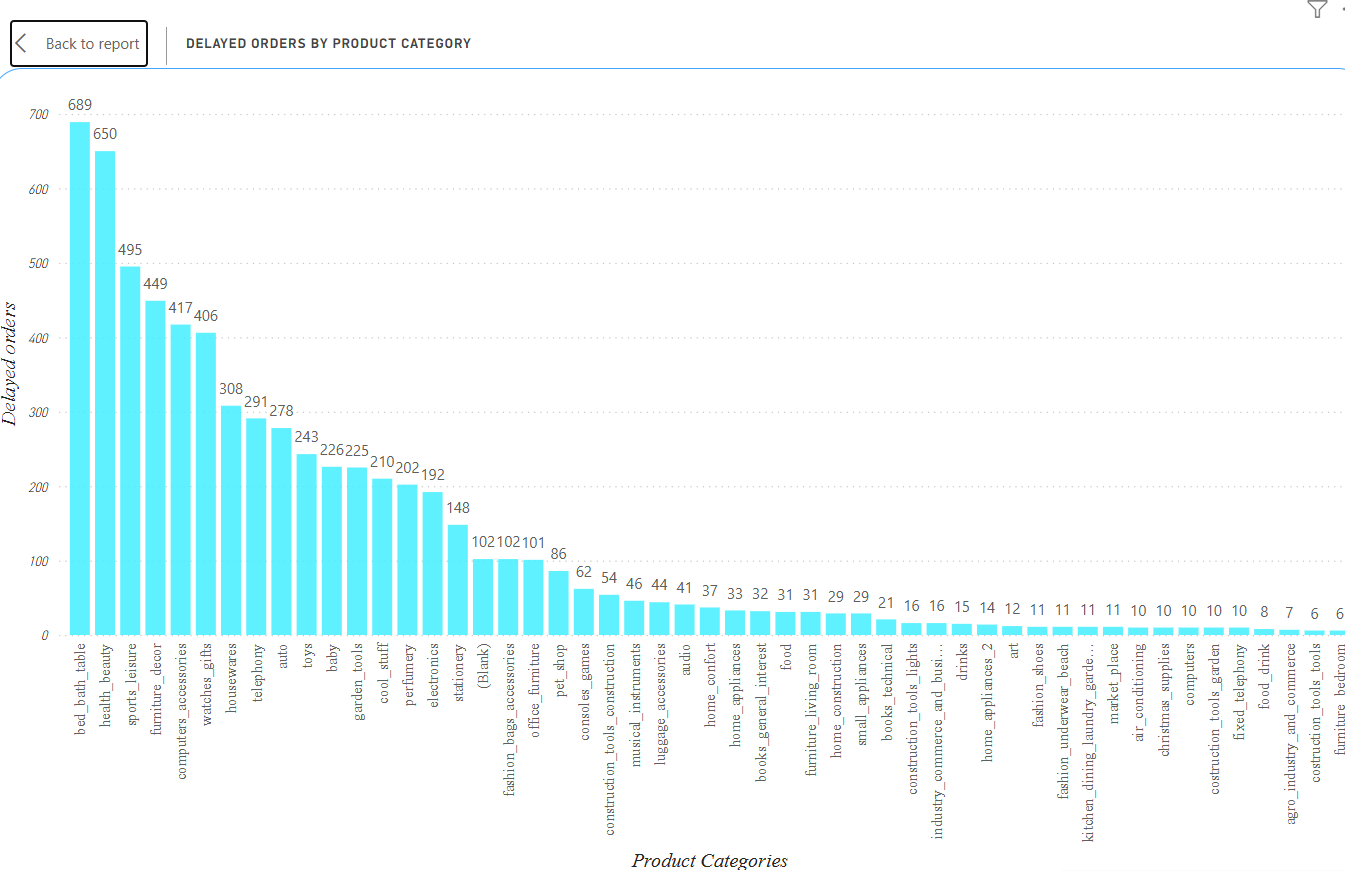 Back to report
DELAYED ORDERS BY PRODUCT CATEGORY
Delayed orders
700
600
500
400
300
200
100
0
689
650
495
449
417
406
308
291
278
243
226
225
210
202
192
148
102
102
101
86
62
54
46
44
41
37
33
32
31
31
29
29
21
16
16
15
14
12
11
11
11
11
10
10
10
10
10
8
7
6
6
bed_bath_table
health_beauty
sports_leisure
furniture_decor
computers_accessories
watches_gifts
housewares
telephony
auto
toys
baby
garden_tools
cool_stuff
perfumery
electronics
stationery
(Blank)
fashion_bags_accessories
office_furniture
pet_shop
consoles_games
construction_tools_construction
musical_instruments
luggage_accessories
audio
home_confort
home_appliances
books_general_interest
food
furniture_living_room
home_construction
small_appliances
books_technical
construction_tools_lights
industry_commerce_and_busi...
drinks
home_appliances_2
art
fashion_shoes
fashion_underwear_beach
kitchen_dining_laundry_garde...
market_place
air_conditioning
christmas_supplies
computers
costruction_tools_garden
fixed_telephony
food_drink
agro_industry_and_commerce
costruction_tools_tools
furniture_bedroom
Product Categories